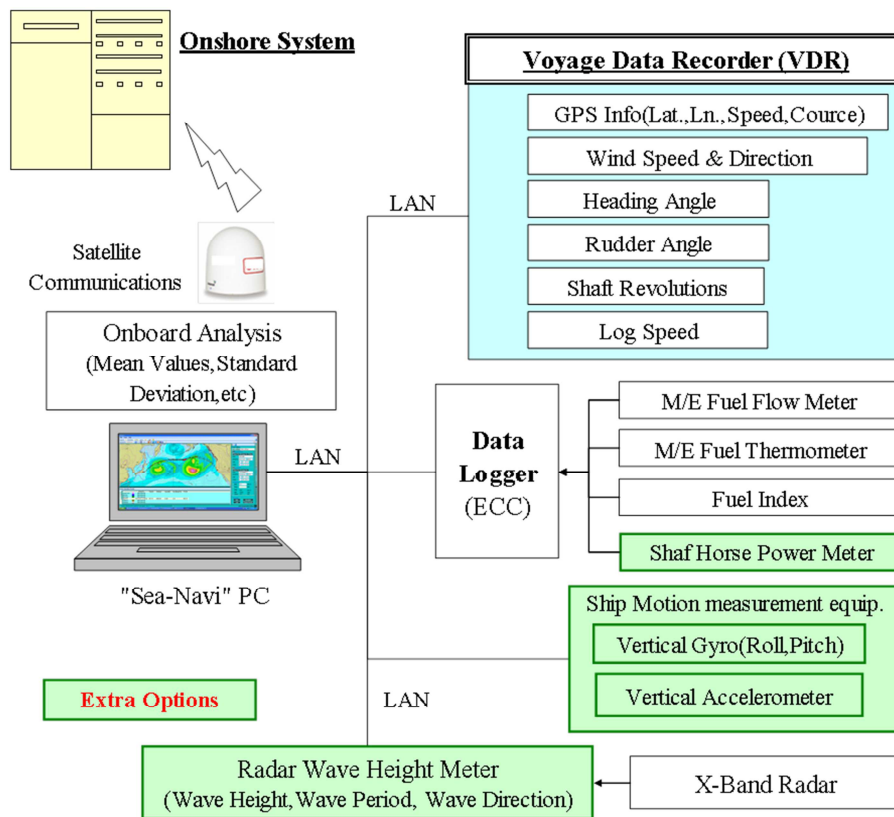 Onshore System
Voyage Data Recorder (VDR)
GPS Info(Lat.,Ln.,Speed,Cource)
Wind Speed & Direction
LAN
Heading Angle
Rudder Angle
Satellite
Communications
Shaft Revolutions
Log Speed
Onboard Analysis
(Mean Values,Standard
Deviation,etc)
M/E Fuel Flow Meter
Data
Logger
(ECC)
M/E Fuel Thermometer
LAN
Fuel Index
Shaf Horse Power Meter
"Sea-Navi" PC
Ship Motion measurement equip.
Vertical Gyro(Roll,Pitch)
Vertical Accelerometer
Extra Options
LAN
Radar Wave Height Meter
(Wave Height,Wave Period, Wave Direction)
X-Band Radar